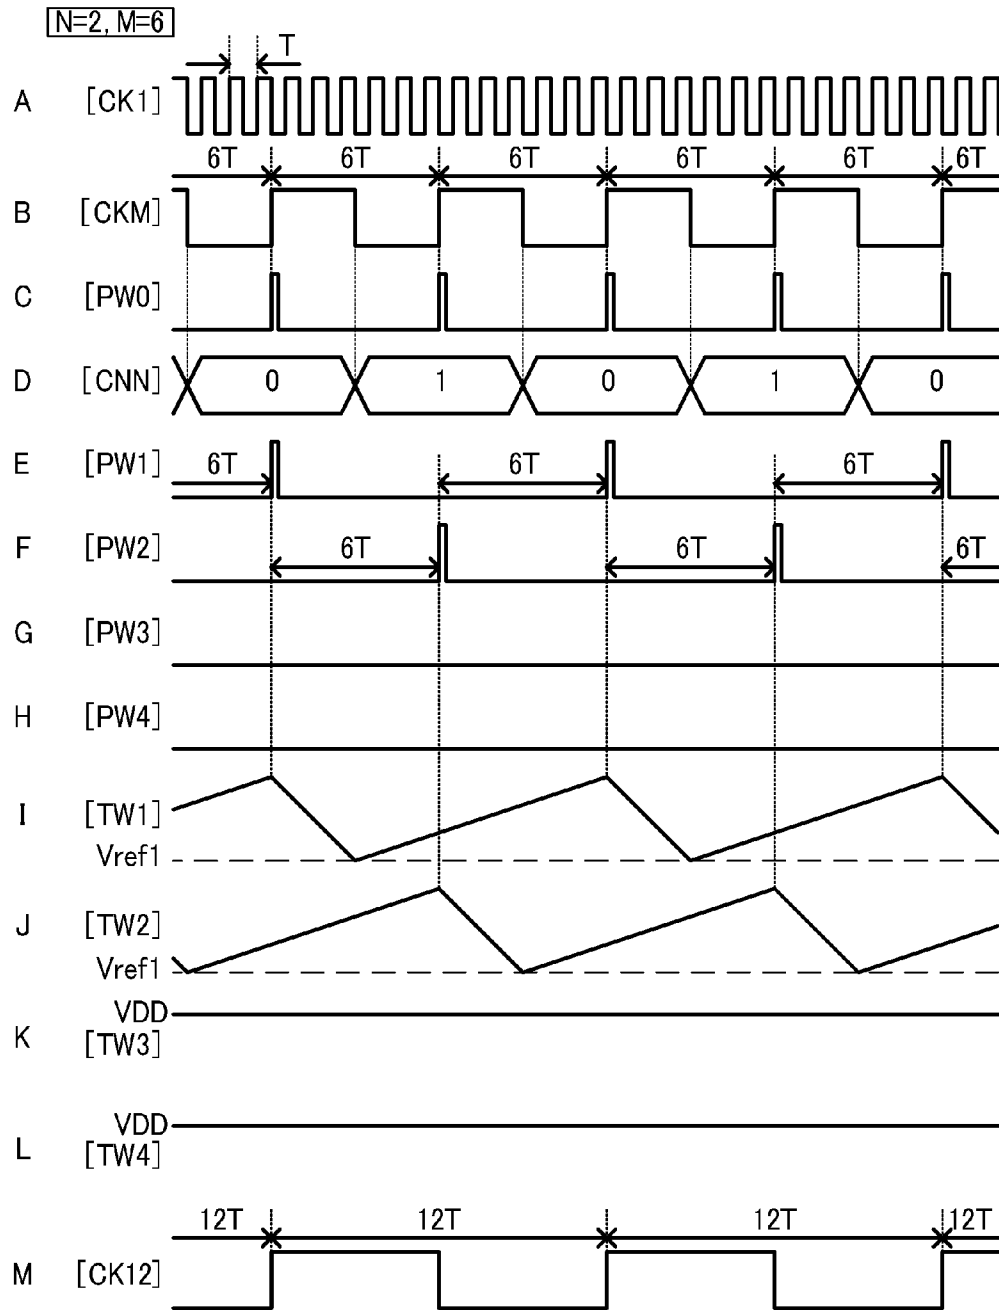 N=2, M=6
T
A [CK1]
6T 6T 6T 6T 6T 6T
B [CKM]
C [PW0]
D [CNN] 0 1 0 1 0
E [PW1] 6T 6T 6T
F [PW2] 6T 6T 6T
G [PW3]
H [PW4]
I [TW1]
Vref1
J [TW2]
Vref1
VDD
K [TW3]
VDD
L [TW4]
12T 12T 12T 12T
M [CK12]